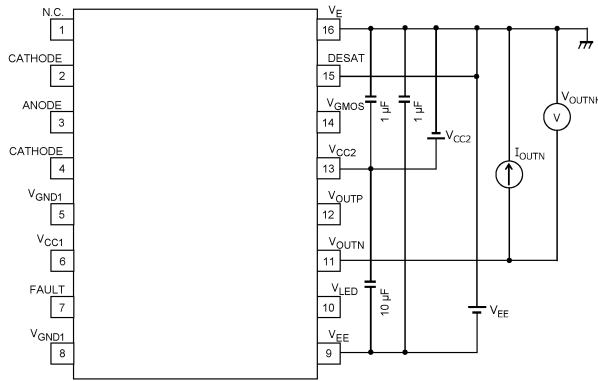 N.C.
1
CATHODE
2
ANODE
3
CATHODE
4
VGND1
5
VCC1
6
FAULT
7
VGND1
8
VE
16
DESAT
15
VGMOS
14
VCC2
13
VOUTP
12
VOUTN
11
VLED
10
VEE
9
1 µF
1 µF
10 µF
VCC2
IOUTN
V
VEE